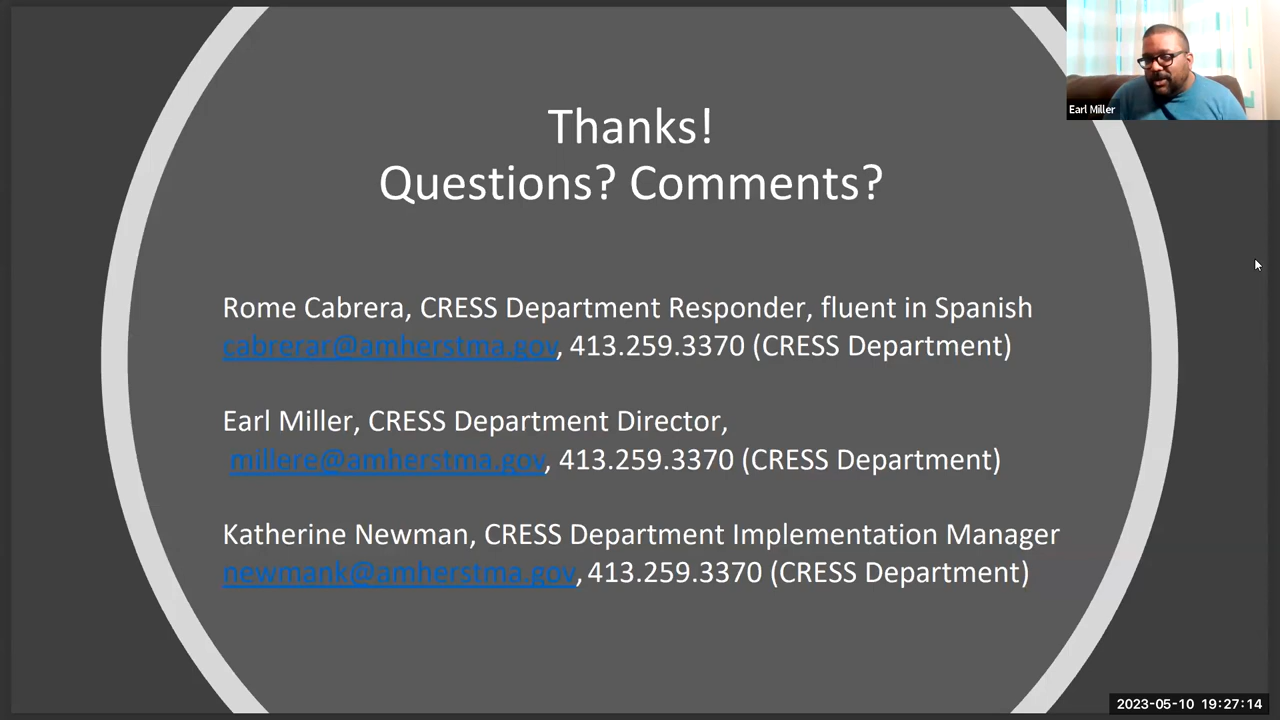 Thanks!
Questions? Comments?
Rome Cabrera, CRESS Department Responder, fluent in Spanish
cabrerar@amherstma.gov, 413.259.3370 (CRESS Department)
Earl Miller, CRESS Department Director,
millere@amherstma.gov, 413.259.3370 (CRESS Department)
Katherine Newman, CRESS Department Implementation Manager
newmank@amherstma.gov, 413.259.3370 (CRESS Department)
Earl Miller
2023-05-10 19:27:14